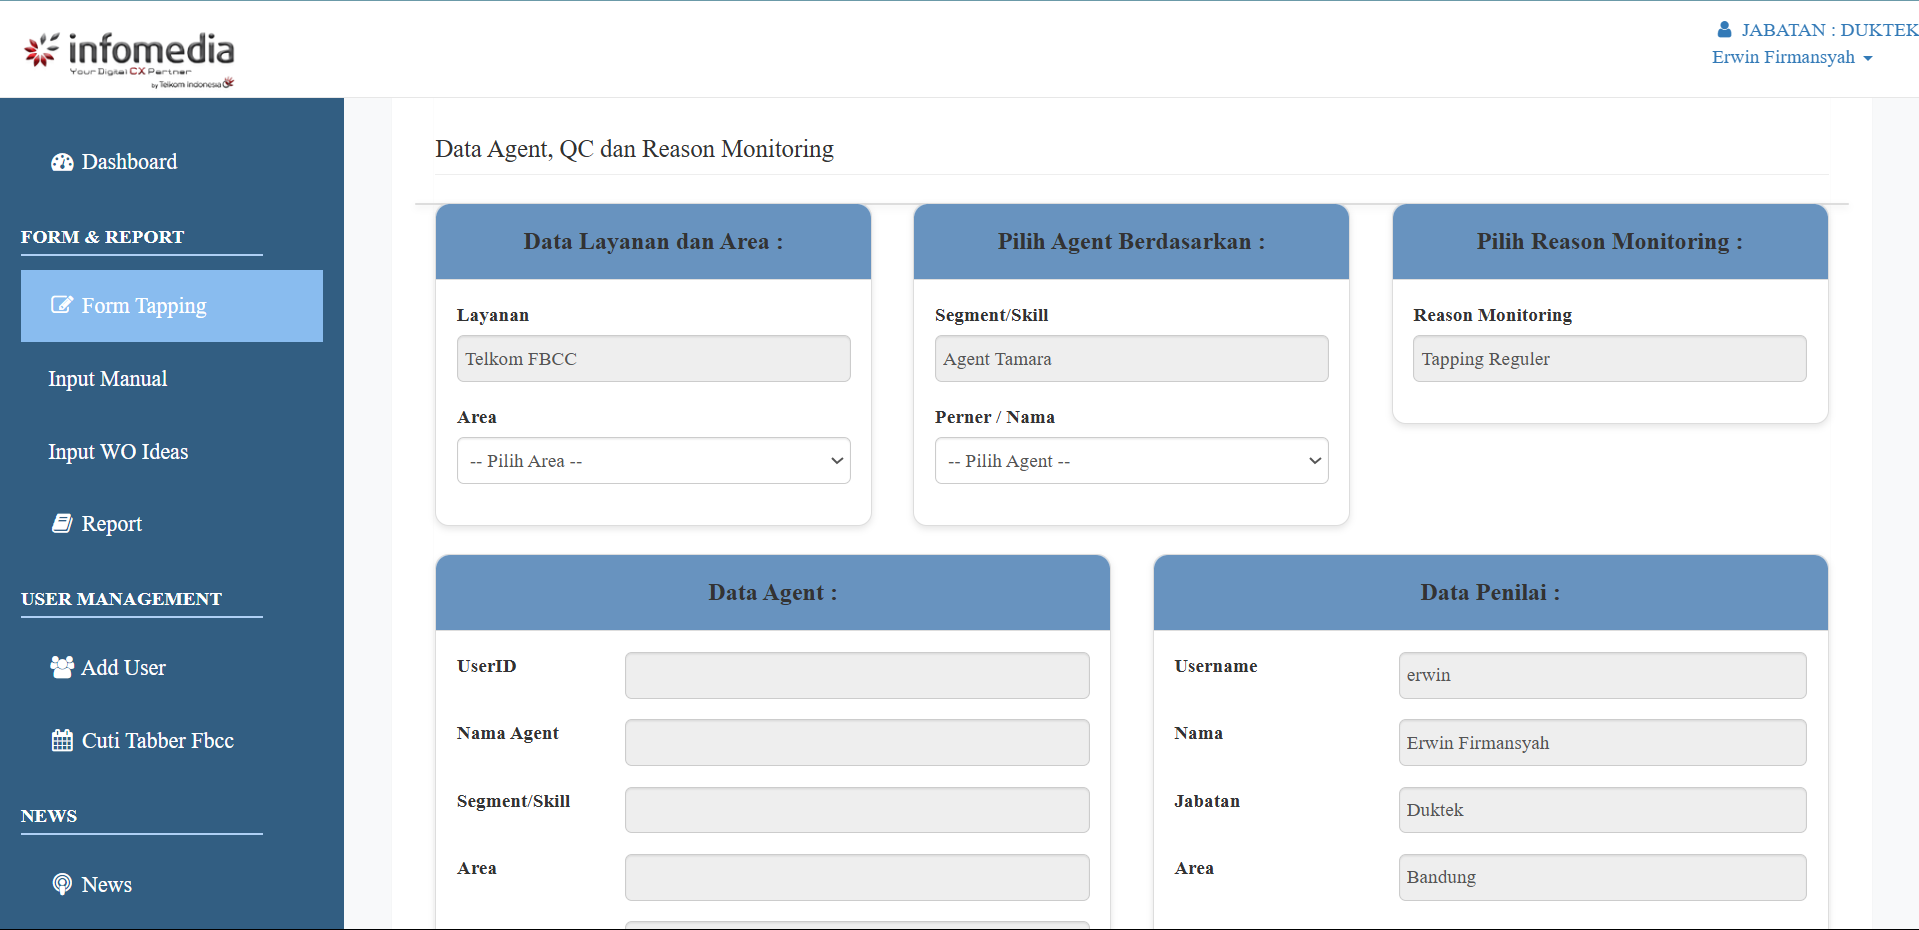 infomedia
Your Digital CX Partner
by Telkom Indonesia
JABATAN : DUKTEK
Erwin Firmansyah
Dashboard
FORM & REPORT
Form Tapping
Input Manual
Input WO Ideas
Report
USER MANAGEMENT
Add User
Cuti Tabber Fbcc
NEWS
News
Data Agent, QC dan Reason Monitoring
Data Layanan dan Area :
Layanan
Telkom FBCC
Area
-- Pilih Area --
Pilih Agent Berdasarkan :
Segment/Skill
Agent Tamara
Perner / Nama
-- Pilih Agent --
Pilih Reason Monitoring :
Reason Monitoring
Tapping Reguler
Data Agent :
UserID
Nama Agent
Segment/Skill
Area
Data Penilai :
Username
erwin
Nama
Erwin Firmansyah
Jabatan
Duktek
Area
Bandung